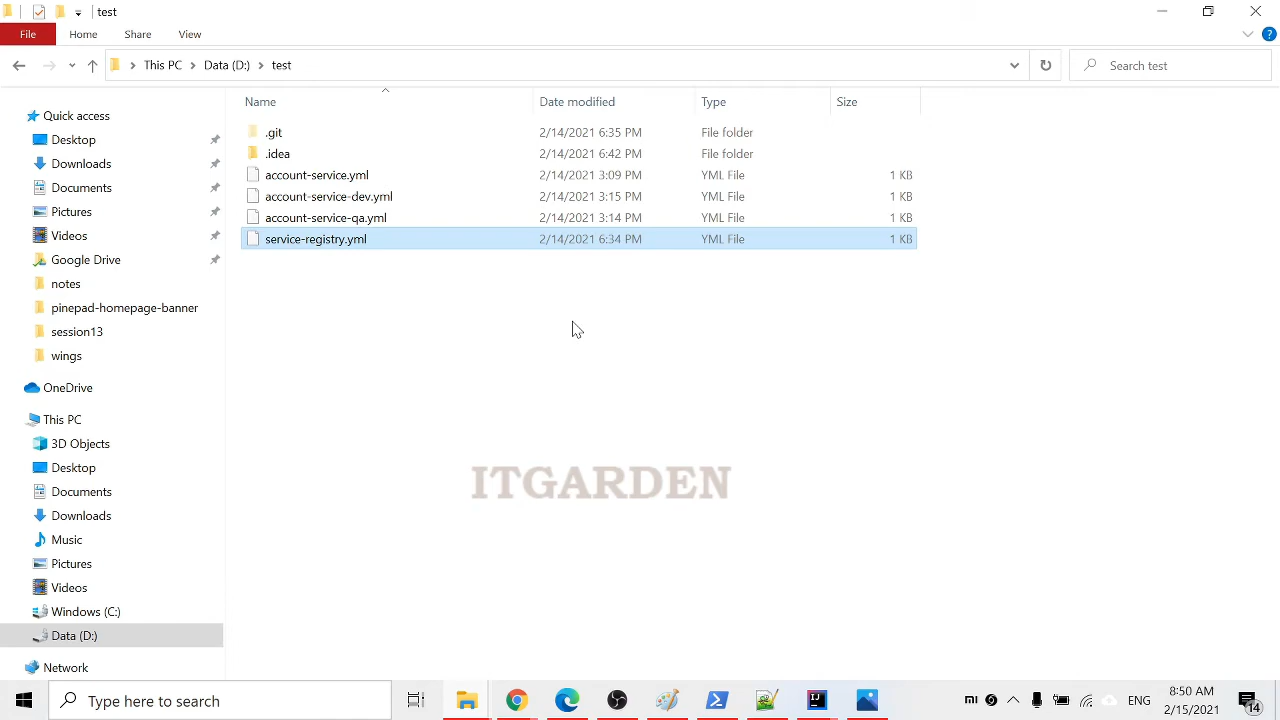 test
File Home Share View
This PC Data (D:) test
Search test
Name Date modified Type Size
Quick access
Desktop
Downloads
Documents
Pictures
Videos
Google Drive
notes
pinepad-homepage-banner
session13
wings
OneDrive
This PC
3D Objects
Desktop
Documents
Downloads
Music
Pictures
Videos
Windows (C:)
Data (D:)
Network
.git 2/14/2021 6:35 PM File folder
.idea 2/14/2021 6:42 PM File folder
account-service.yml 2/14/2021 3:09 PM YML File 1 KB
account-service-dev.yml 2/14/2021 3:15 PM YML File 1 KB
account-service-qa.yml 2/14/2021 3:14 PM YML File 1 KB
service-registry.yml 2/14/2021 6:34 PM YML File 1 KB
ITGARDEN
Type here to search
ENG
8:50 AM
2/15/2021
14